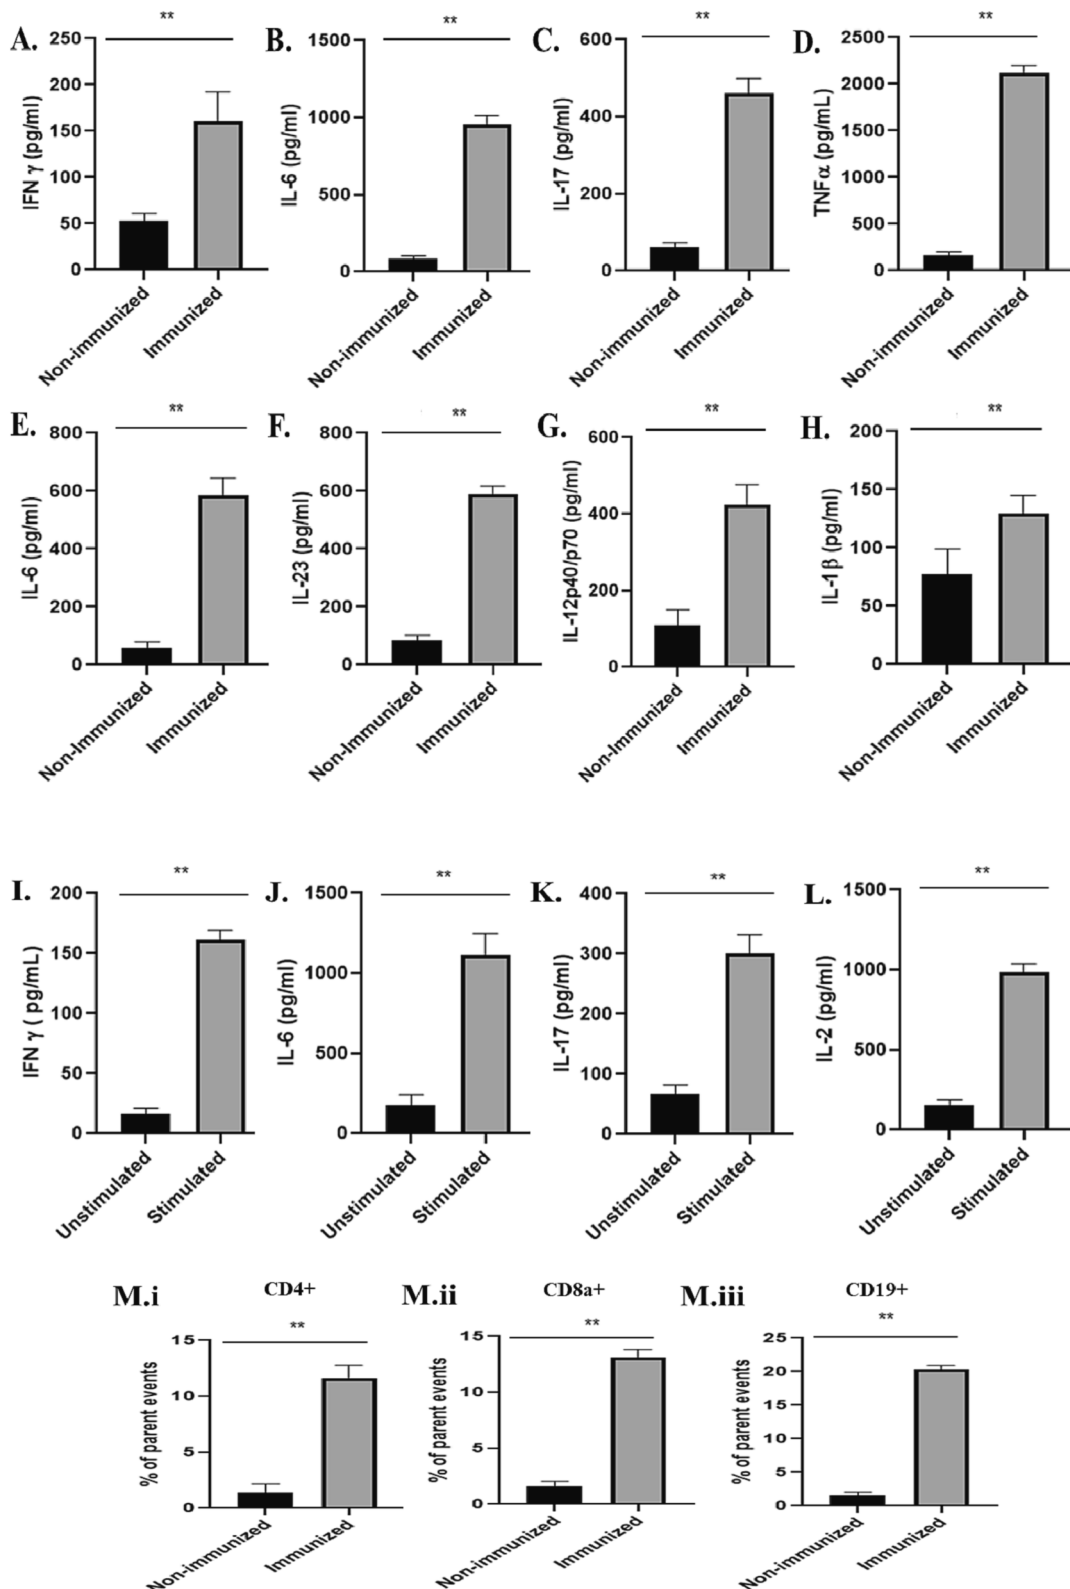 A.
**
IFN γ (pg/ml)
250
200
150
100
50
0
Non-immunized
Immunized
B.
**
IL-6 (pg/ml)
1500
1000
500
0
Non-immunized
Immunized
C.
**
IL-17 (pg/ml)
600
400
200
0
Non-immunized
Immunized
D.
**
TNFα (pg/mL)
2500
2000
1500
1000
500
0
Non-immunized
Immunized
E.
**
IL-6 (pg/ml)
800
600
400
200
0
Non-Immunized
Immunized
F.
**
IL-23 (pg/ml)
800
600
400
200
0
Non-Immunized
Immunized
G.
**
IL-12p40/p70 (pg/ml)
600
400
200
0
Non-Immunized
Immunized
H.
**
IL-1β (pg/ml)
200
150
100
50
0
Non-Immunized
Immunized
I.
**
IFN γ ( pg/mL)
200
150
100
50
0
Unstimulated
Stimulated
J.
**
IL-6 (pg/ml)
1500
1000
500
0
Unstimulated
Stimulated
K.
**
IL-17 (pg/ml)
400
300
200
100
0
Unstimulated
Stimulated
L.
**
IL-2 (pg/ml)
1500
1000
500
0
Unstimulated
Stimulated
M.i
CD4+
**
% of parent events
15
10
5
0
Non-immunized
Immunized
M.ii
CD8a+
**
% of parent events
15
10
5
0
Non-immunized
Immunized
M.iii
CD19+
**
% of parent events
25
20
15
10
5
0
Non-immunized
Immunized